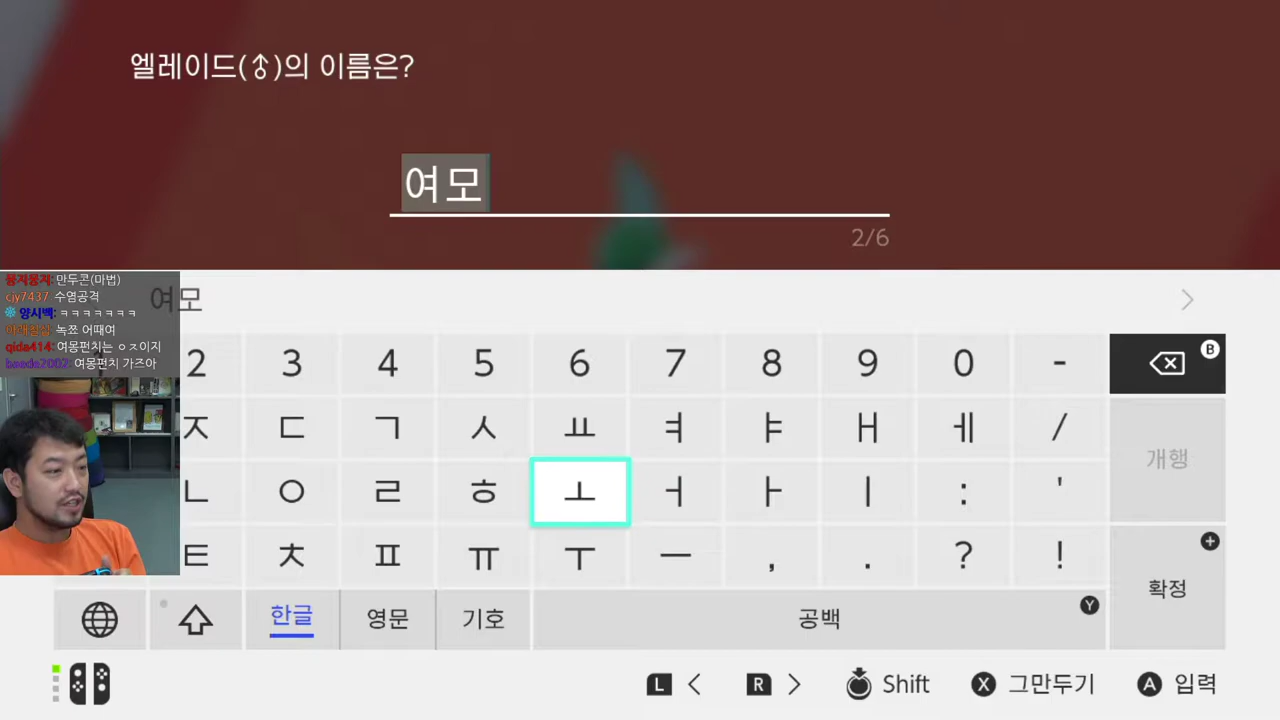 엘레이드(♂)의 이름은?
여모
2/6
만두콘(마법)
cjy7437: 수염공격
양시벡: ㅋㅋㅋㅋㅋㅋㅋ
녹쪼 어때여
qida414: 여몽펀치는 ㅇㅈ이지
여몽펀치 가즈아
여모
2 3 4 5 6 7 8 9 0 - B
ㅈ ㄷ ㄱ ㅅ ㅛ ㅕ ㅑ ㅐ ㅔ /
개행
ㄴ ㅇ ㄹ ㅎ ㅗ ㅓ ㅏ ㅣ : '
ㅌ ㅊ ㅍ ㅠ ㅜ ㅡ , . ? !
확정 +
한글 영문 기호 공백 Y
L < R > Shift X 그만두기 A 입력